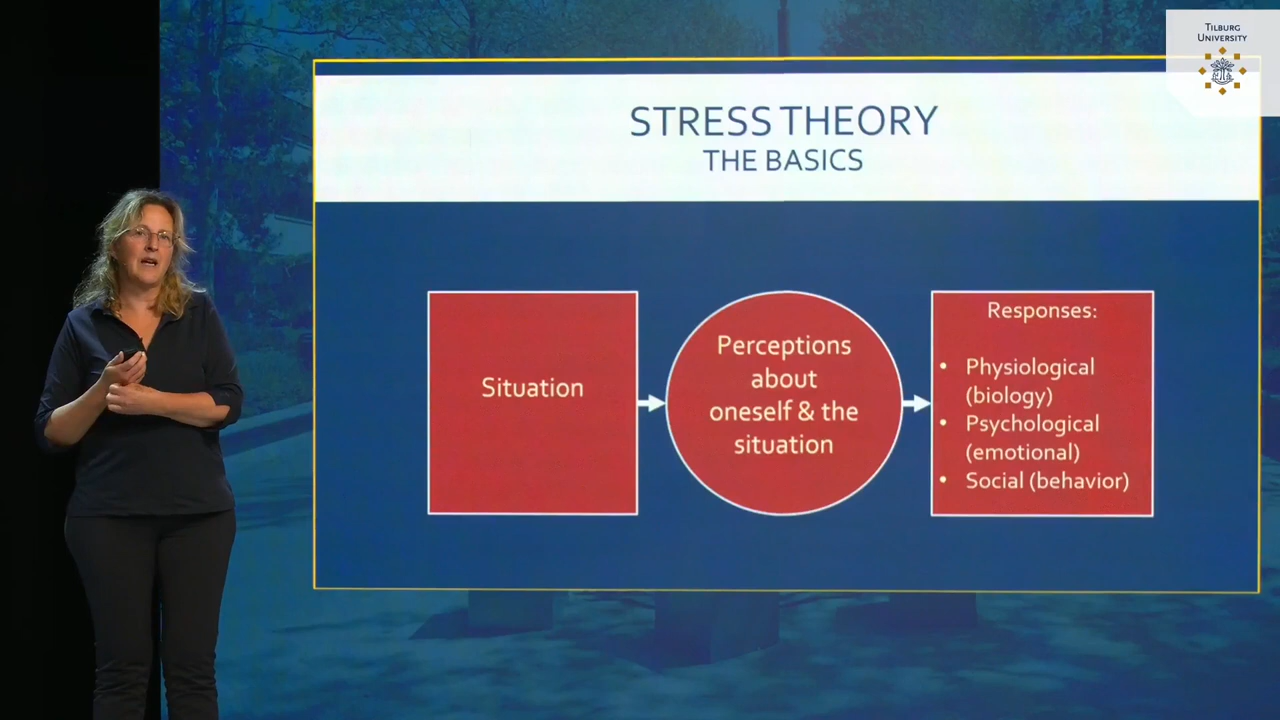 TILBURG
UNIVERSITY
STRESS THEORY
THE BASICS
Situation
Perceptions
about
oneself & the
situation
Responses:
• Physiological
(biology)
• Psychological
(emotional)
• Social (behavior)